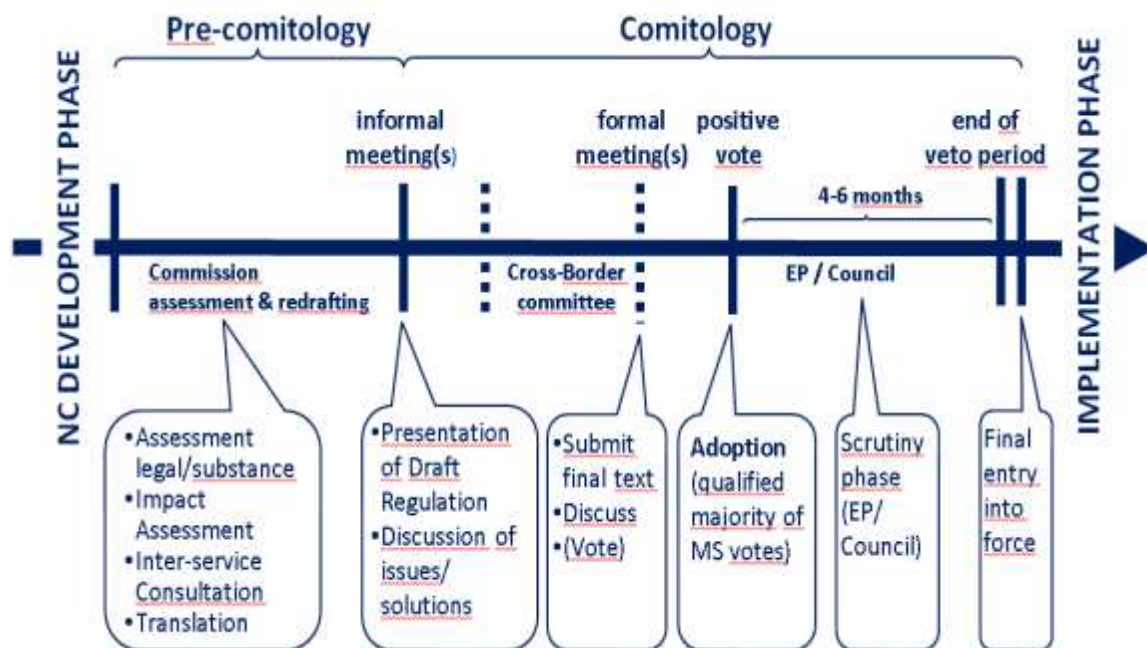 Pre-comitology
Comitology
NC DEVELOPMENT PHASE
IMPLEMENTATION PHASE
informal
meeting(s)
formal
meeting(s)
positive
vote
end of
veto period
4-6 months
Commission
assessment & redrafting
Cross-Border
committee
EP / Council
•Assessment
legal/substance
•Impact
Assessment
•Inter-service
Consultation
•Translation
•Presentation
of Draft
Regulation
•Discussion of
issues/
solutions
•Submit
final text
•Discuss
•(Vote)
Adoption
(qualified
majority of
MS votes)
Scrutiny
phase
(EP/
Council)
Final
entry
into
force